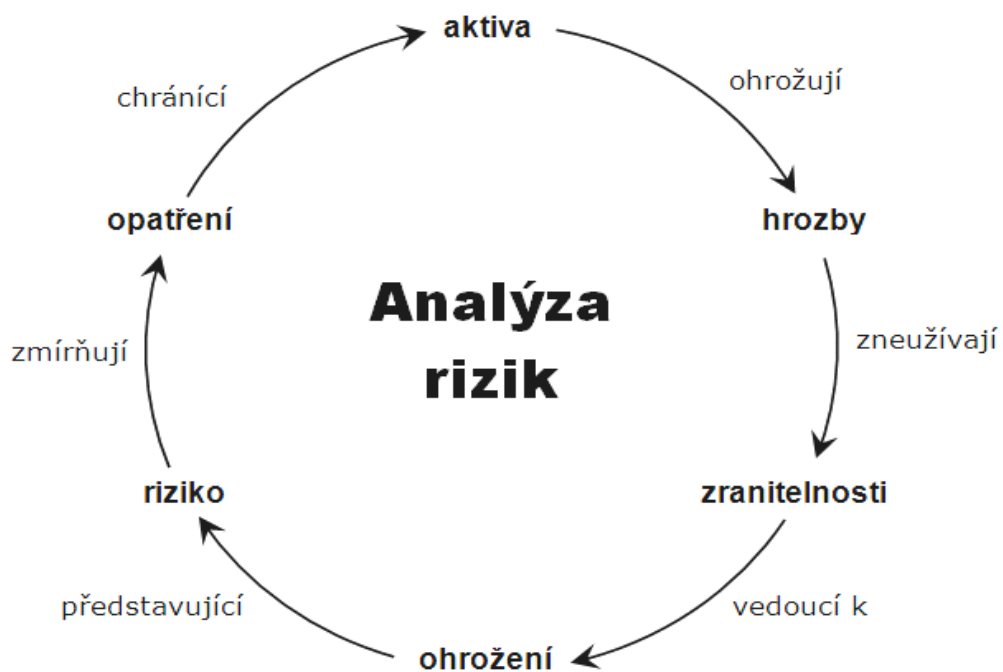 aktiva
ohrožují
hrozby
zneužívají
zranitelnosti
vedoucí k
ohrožení
představující
riziko
zmírňují
opatření
chránící
Analýza
rizik